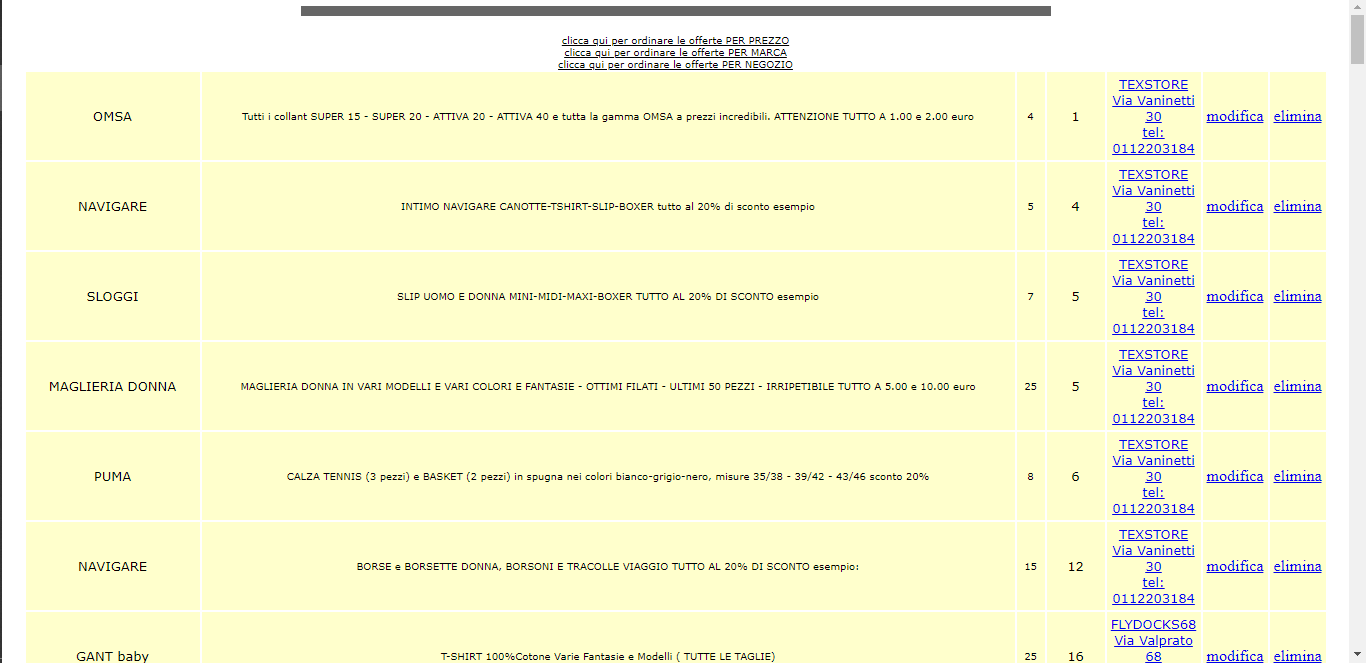 clicca qui per ordinare le offerte PER PREZZO
clicca qui per ordinare le offerte PER MARCA
clicca qui per ordinare le offerte PER NEGOZIO
OMSA
Tutti i collant SUPER 15 - SUPER 20 - ATTIVA 20 - ATTIVA 40 e tutta la gamma OMSA a prezzi incredibili. ATTENZIONE TUTTO A 1.00 e 2.00 euro
4
1
TEXSTORE
Via Vaninetti
30
tel:
0112203184
modifica
elimina
NAVIGARE
INTIMO NAVIGARE CANOTTE-TSHIRT-SLIP-BOXER tutto al 20% di sconto esempio
5
4
TEXSTORE
Via Vaninetti
30
tel:
0112203184
modifica
elimina
SLOGGI
SLIP UOMO E DONNA MINI-MIDI-MAXI-BOXER TUTTO AL 20% DI SCONTO esempio
7
5
TEXSTORE
Via Vaninetti
30
tel:
0112203184
modifica
elimina
MAGLIERIA DONNA
MAGLIERIA DONNA IN VARI MODELLI E VARI COLORI E FANTASIE - OTTIMI FILATI - ULTIMI 50 PEZZI - IRRIPETIBILE TUTTO A 5.00 e 10.00 euro
25
5
TEXSTORE
Via Vaninetti
30
tel:
0112203184
modifica
elimina
PUMA
CALZA TENNIS (3 pezzi) e BASKET (2 pezzi) in spugna nei colori bianco-grigio-nero, misure 35/38 - 39/42 - 43/46 sconto 20%
8
6
TEXSTORE
Via Vaninetti
30
tel:
0112203184
modifica
elimina
NAVIGARE
BORSE e BORSETTE DONNA, BORSONI E TRACOLLE VIAGGIO TUTTO AL 20% DI SCONTO esempio:
15
12
TEXSTORE
Via Vaninetti
30
tel:
0112203184
modifica
elimina
GANT baby
T-SHIRT 100%Cotone Varie Fantasie e Modelli ( TUTTE LE TAGLIE)
25
16
FLYDOCKS68
Via Valprato
68
modifica
elimina